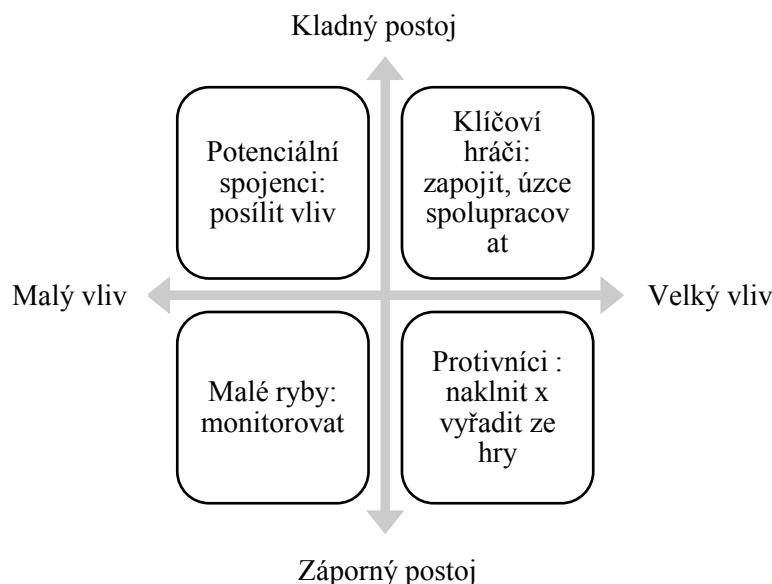 Kladný postoj
Potenciální
spojenci:
posílit vliv
Klíčoví
hráči:
zapojit, úzce
spolupracov
at
Malý vliv
Velký vliv
Malé ryby:
monitorovat
Protivníci :
naklnit x
vyřadit ze
hry
Záporný postoj